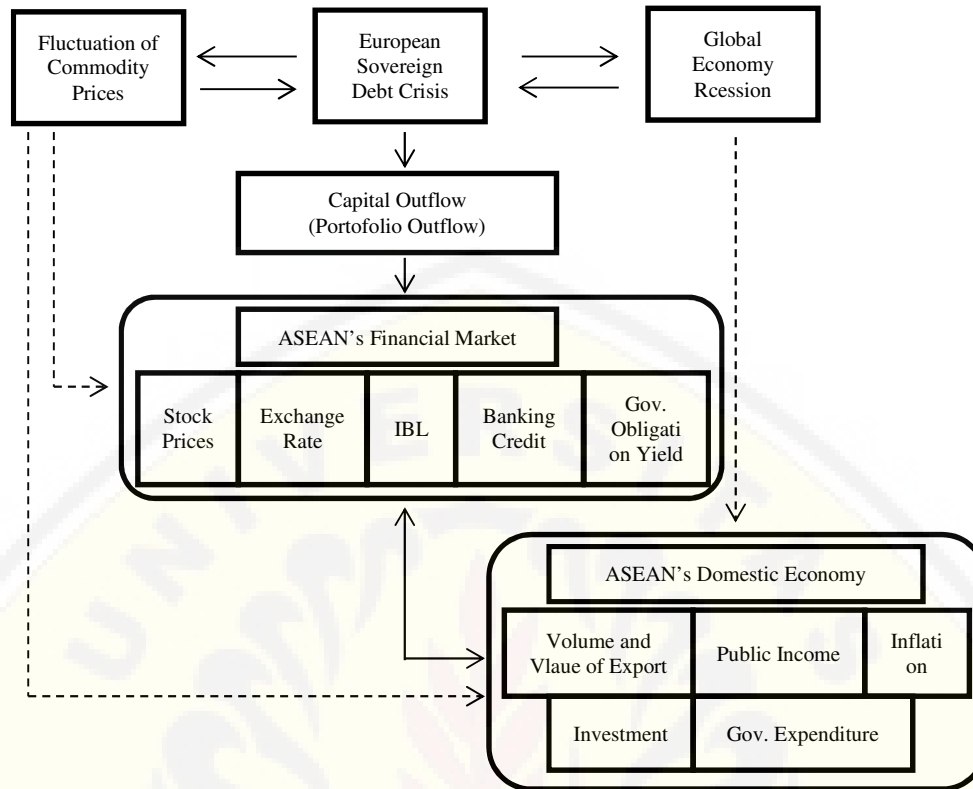 Fluctuation of
Commodity
Prices
European
Sovereign
Debt Crisis
Global
Economy
Rcession
Capital Outflow
(Portofolio Outflow)
ASEAN's Financial Market
Stock
Prices
Exchange
Rate
IBL
Banking
Credit
Gov.
Obligati
on Yield
ASEAN's Domestic Economy
Volume and
Vlaue of Export
Public Income
Inflati
on
Investment
Gov. Expenditure
UNIVERSITAS